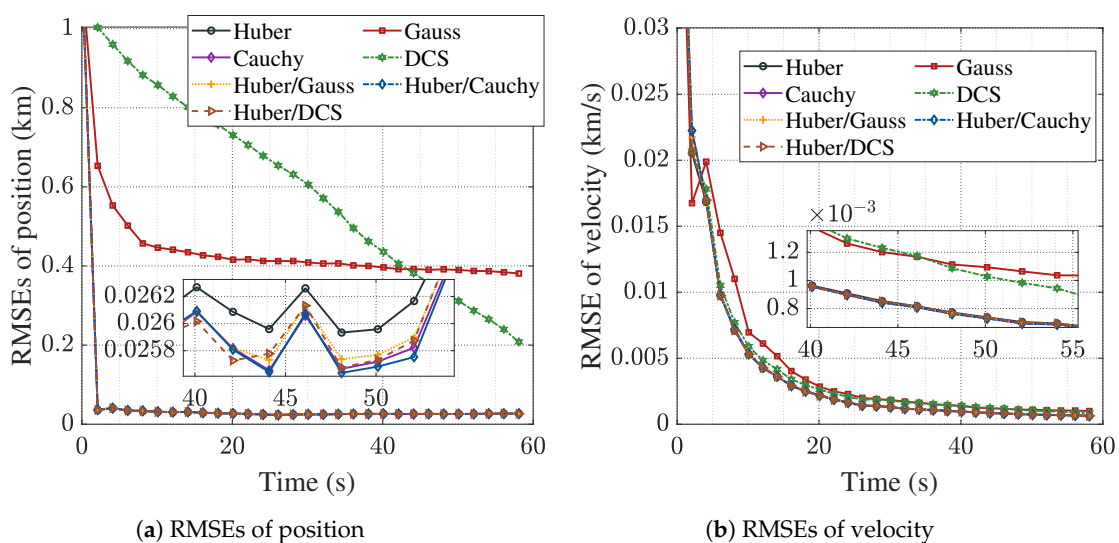 1
0.8
0.6
0.4
0.2
0
RMSEs of position (km)
Huber Gauss
Cauchy DCS
Huber/Gauss Huber/Cauchy
Huber/DCS
0.0262
0.026
0.0258
40 45 50
0 20 40 60
Time (s)
(a) RMSEs of position
0.03
0.025
0.02
0.015
0.01
0.005
0
RMSE of velocity (km/s)
Huber Gauss
Cauchy DCS
Huber/Gauss Huber/Cauchy
Huber/DCS
×10⁻³
1.2
1
0.8
40 45 50 55
0 20 40 60
Time (s)
(b) RMSEs of velocity